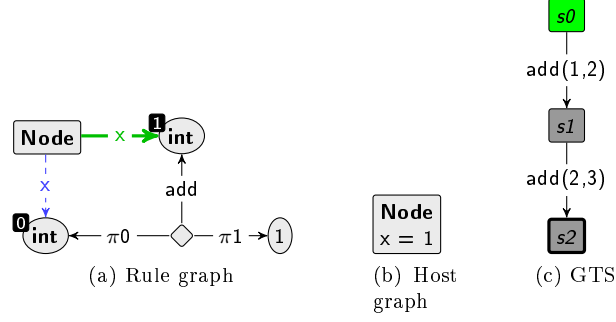 s0
add(1,2)
s1
add(2,3)
s2
1
Node
x
int
x
add
0
int
π0
π1
1
Node
x = 1
(a) Rule graph
(b) Host
graph
(c) GTS